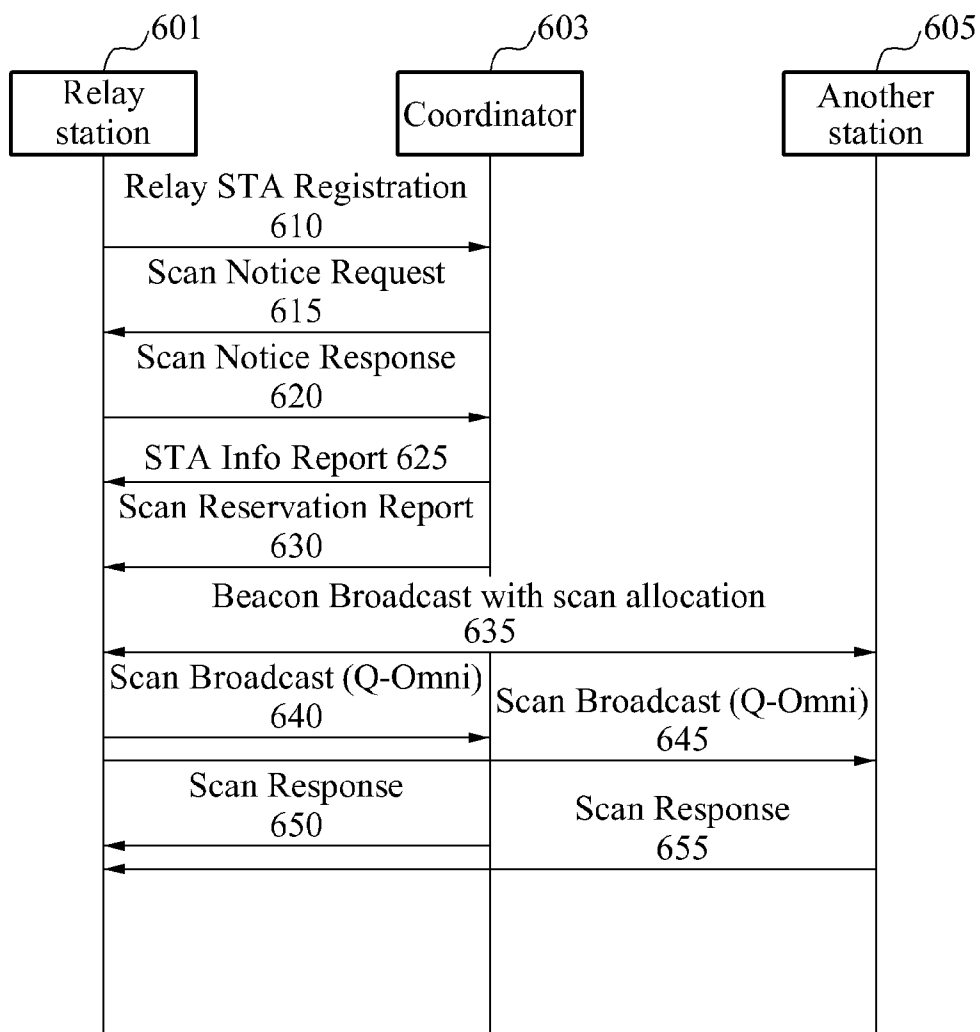 601
603
605
Relay
station
Coordinator
Another
station
Relay STA Registration
610
Scan Notice Request
615
Scan Notice Response
620
STA Info Report 625
Scan Reservation Report
630
Beacon Broadcast with scan allocation
635
Scan Broadcast (Q-Omni)
640
Scan Broadcast (Q-Omni)
645
Scan Response
650
Scan Response
655